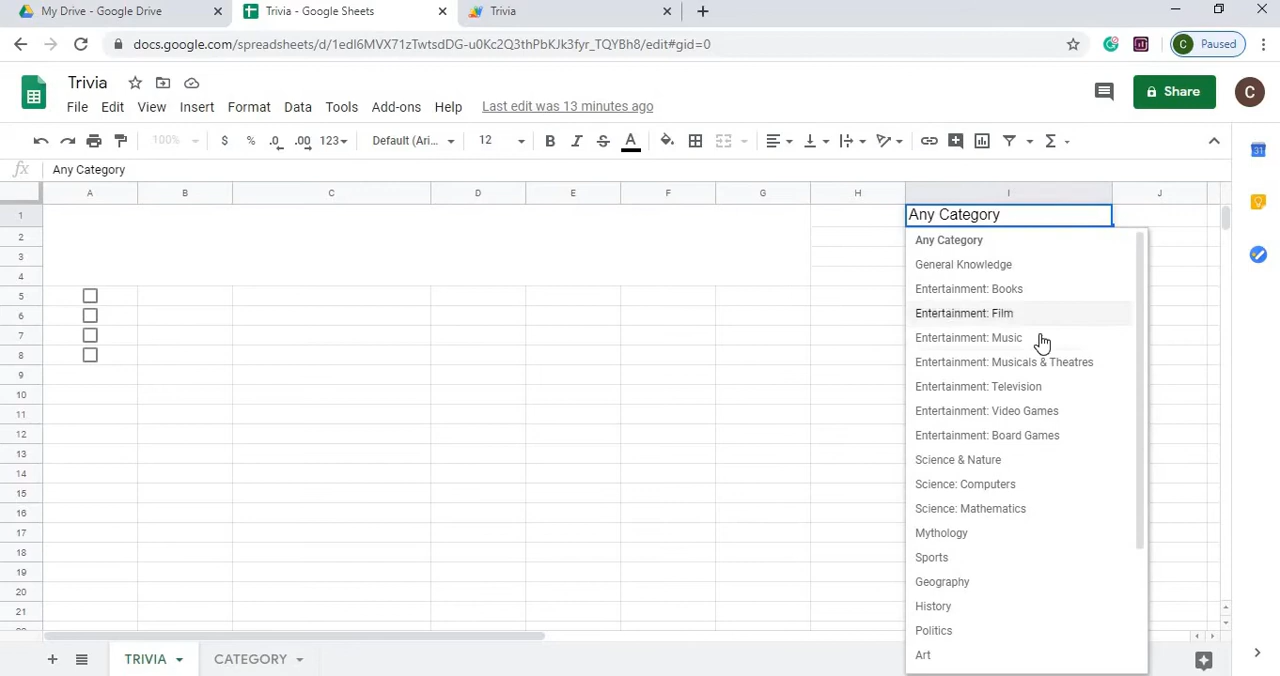 My Drive - Google Drive
Trivia - Google Sheets
Trivia
docs.google.com/spreadsheets/d/1edI6MVX71zTwtsdDG-u0Kc2Q3thPbKJk3fyr_TQYBh8/edit#gid=0
C Paused
Trivia
File Edit View Insert Format Data Tools Add-ons Help Last edit was 13 minutes ago
Share
C
100% $ % .0 .00 123 Default (Ari... 12 B I S A Σ
fx Any Category
A B C D E F G H I J
1 Any Category
2 Any Category
3 General Knowledge
4 Entertainment: Books
5 Entertainment: Film
6 Entertainment: Music
7 Entertainment: Musicals & Theatres
8 Entertainment: Television
9 Entertainment: Video Games
10 Entertainment: Board Games
11 Science & Nature
12 Science: Computers
13 Science: Mathematics
14 Mythology
15 Sports
16 Geography
17 History
18 Politics
19 Art
20
21
TRIVIA CATEGORY
31